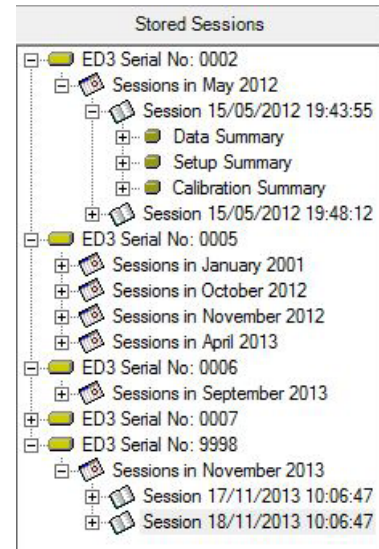 Stored Sessions
ED3 Serial No: 0002
Sessions in May 2012
Session 15/05/2012 19:43:55
Data Summary
Setup Summary
Calibration Summary
Session 15/05/2012 19:48:12
ED3 Serial No: 0005
Sessions in January 2001
Sessions in October 2012
Sessions in November 2012
Sessions in April 2013
ED3 Serial No: 0006
Sessions in September 2013
ED3 Serial No: 0007
ED3 Serial No: 9998
Sessions in November 2013
Session 17/11/2013 10:06:47
Session 18/11/2013 10:06:47